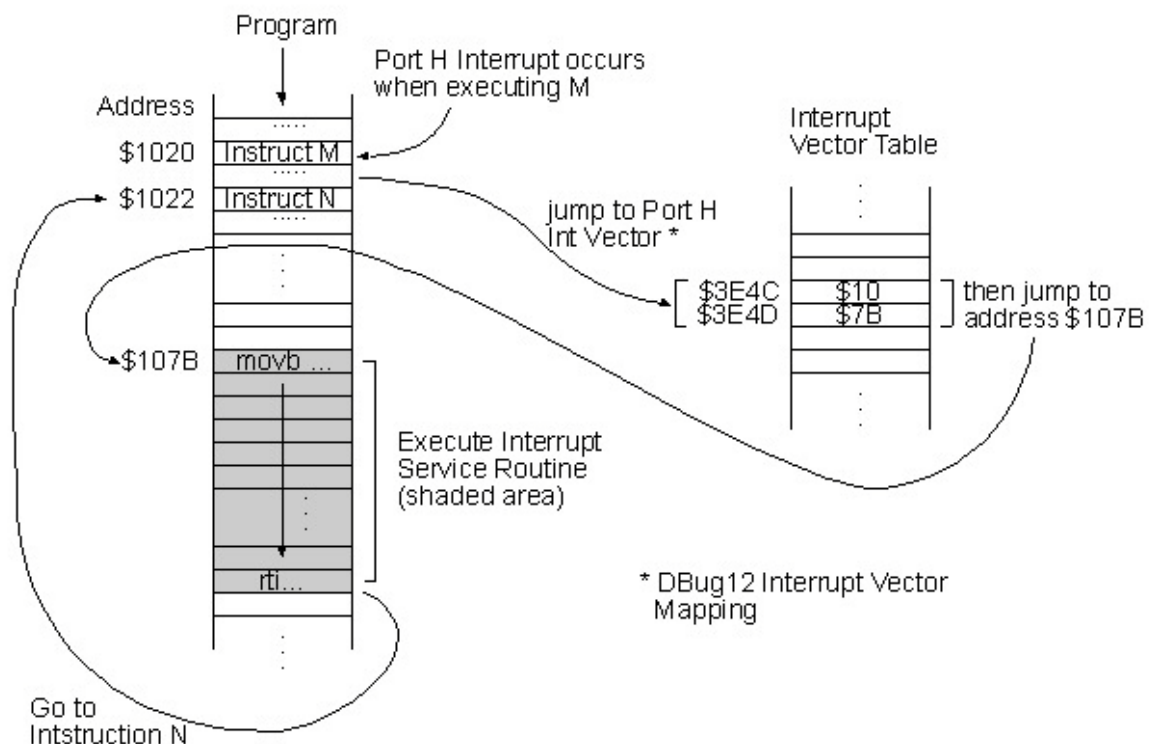 Program
Port H Interrupt occurs
when executing M
Address
.....
$1020 Instruct M
.....
$1022 Instruct N
.....
Interrupt
Vector Table
jump to Port H
Int Vector *
$3E4C $10
$3E4D $7B
then jump to
address $107B
$107B movb ...
Execute Interrupt
Service Routine
(shaded area)
rti...
* DBug12 Interrupt Vector
Mapping
Go to
Intstruction N